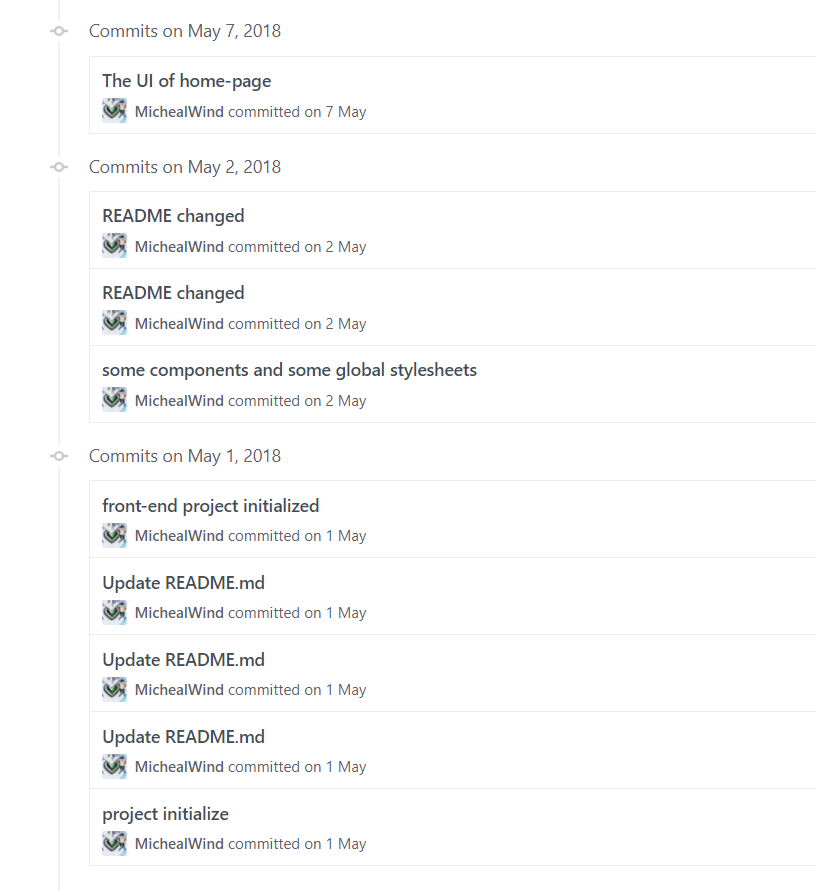 Commits on May 7, 2018
The UI of home-page
MichealWind committed on 7 May
Commits on May 2, 2018
README changed
MichealWind committed on 2 May
README changed
MichealWind committed on 2 May
some components and some global stylesheets
MichealWind committed on 2 May
Commits on May 1, 2018
front-end project initialized
MichealWind committed on 1 May
Update README.md
MichealWind committed on 1 May
Update README.md
MichealWind committed on 1 May
Update README.md
MichealWind committed on 1 May
project initialize
MichealWind committed on 1 May